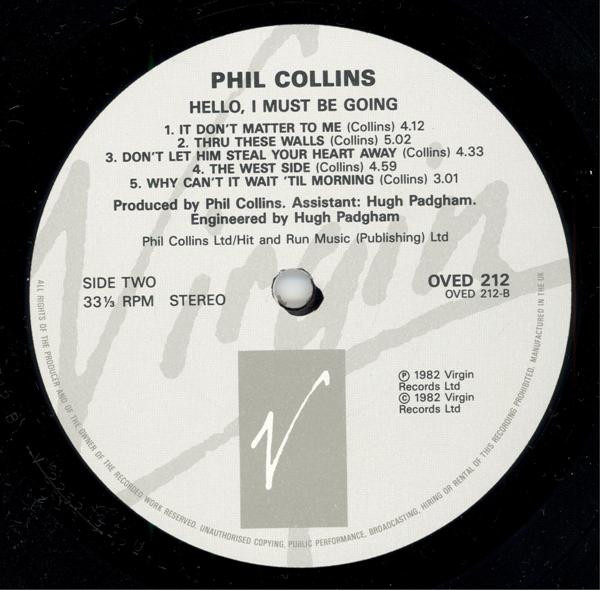 PHIL COLLINS
HELLO, I MUST BE GOING
1. IT DON'T MATTER TO ME (Collins) 4.12
2. THRU THESE WALLS (Collins) 5.02
3. DON'T LET HIM STEAL YOUR HEART AWAY (Collins) 4.33
4. THE WEST SIDE (Collins) 4.59
5. WHY CAN'T IT WAIT 'TIL MORNING (Collins) 3.01
Produced by Phil Collins. Assistant: Hugh Padgham.
Engineered by Hugh Padgham
Phil Collins Ltd/Hit and Run Music (Publishing) Ltd
SIDE TWO
33⅓ RPM STEREO
OVED 212
OVED 212-B
Ⓟ 1982 Virgin
Records Ltd
© 1982 Virgin
Records Ltd
Virgin
V
ALL RIGHTS OF THE PRODUCER AND OF THE OWNER OF THE RECORDED WORK RESERVED. UNAUTHORISED COPYING, PUBLIC PERFORMANCE, BROADCASTING, HIRING OR RENTAL OF THIS RECORDING PROHIBITED. MANUFACTURED IN THE UK